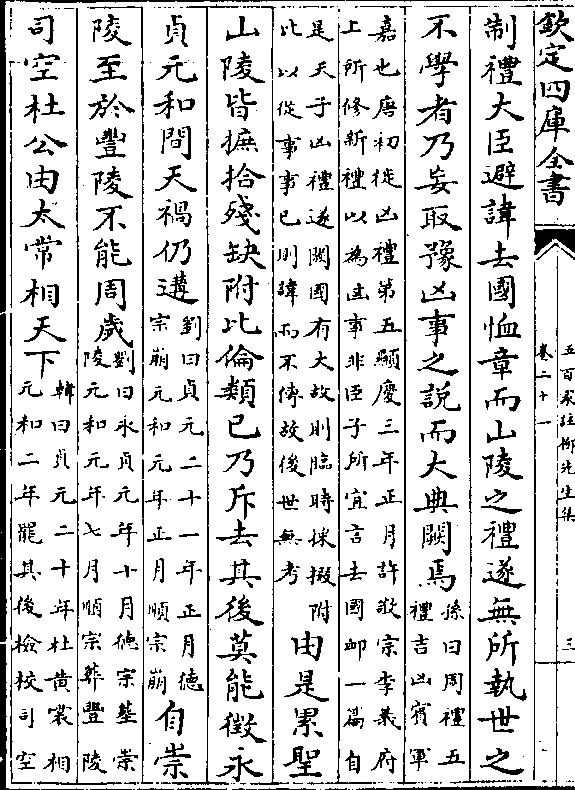 欽定四庫全書
五百家註柳先生集
卷二十一
三
制禮大臣避諱去國恤章而山陵之禮遂無所執世之
不學者乃妄取豫凶事之說而大典闕焉
孫曰周禮五
禮吉凶賓軍
嘉也唐初徙凶禮第五顯慶三年正月許敬宗李義府
上所修新禮以為凶事非臣子所宜言去國䘏一篇自
是天子凶禮遂闕國有大故則臨時採掇附
比以從事事已則諱而不傳故後世無考
由是累聖
山陵皆摭拾殘缺附比倫類已乃斥去其後莫能徵永
貞元和間天禍仍遘
劉曰貞元二十一年正月德
宗崩元和元年正月順宗崩
自崇
陵至於豐陵不能周歲
劉曰永貞元年十月德宗塟崇
陵元和元年七月順宗葬豐陵
司空杜公由太常相天下
韓曰貞元二十年杜黄裳相
元和二年罷其後檢校司空